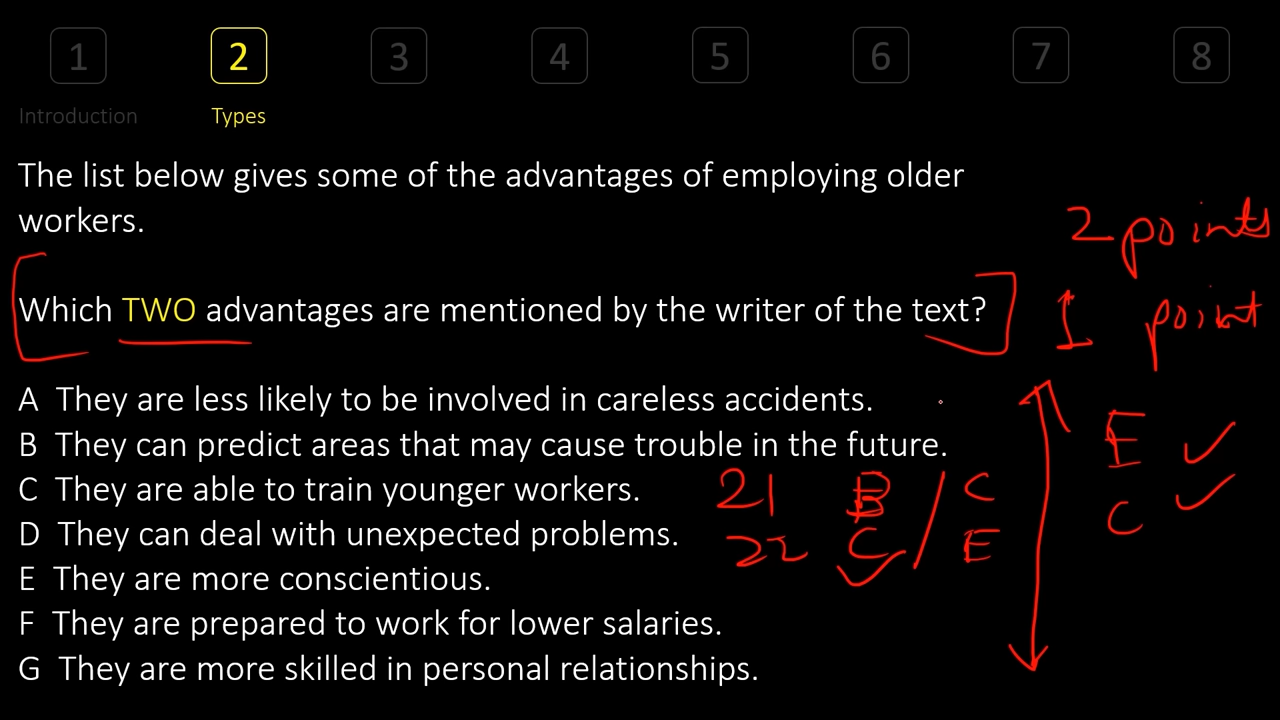 1 2 3 4 5 6 7 8
Introduction Types
The list below gives some of the advantages of employing older
workers.
2 points
Which TWO advantages are mentioned by the writer of the text?
1 point
A They are less likely to be involved in careless accidents.
B They can predict areas that may cause trouble in the future.
E
C They are able to train younger workers.
21 B / C
C
D They can deal with unexpected problems.
22 C E
E They are more conscientious.
F They are prepared to work for lower salaries.
G They are more skilled in personal relationships.